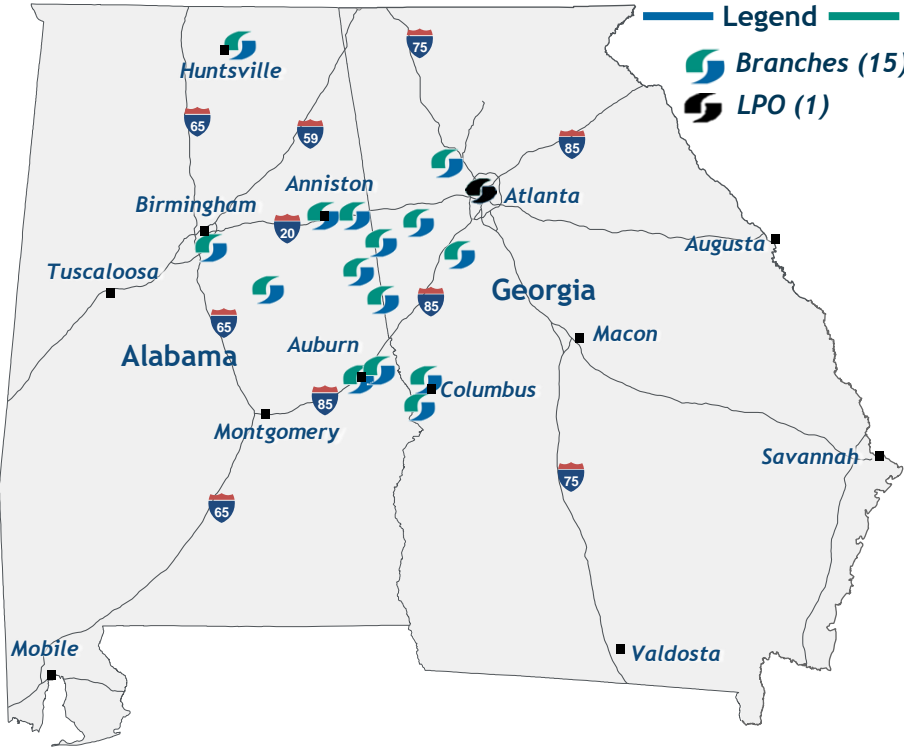 Legend
Branches (15)
LPO (1)
75
Huntsville
65
59
85
Anniston
Birmingham
Atlanta
20
Augusta
Tuscaloosa
Georgia
85
65
Macon
Auburn
Alabama
Columbus
85
Montgomery
Savannah
75
65
Mobile
Valdosta